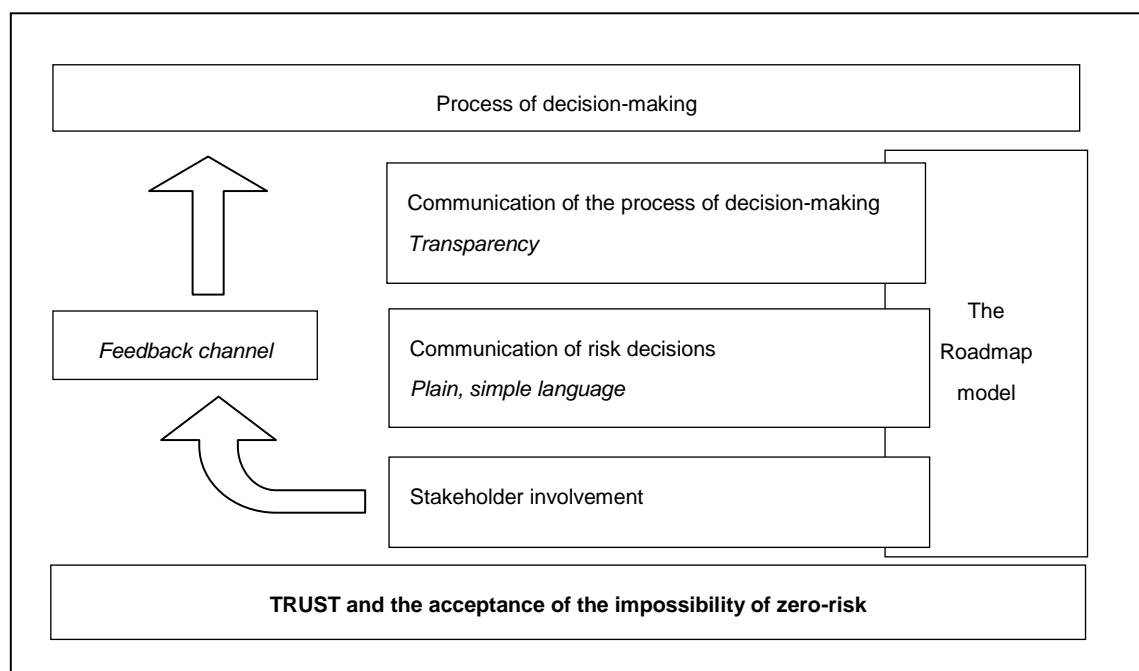 Process of decision-making
Communication of the process of decision-making
Transparency
Feedback channel
Communication of risk decisions
Plain, simple language
The
Roadmap
model
Stakeholder involvement
TRUST and the acceptance of the impossibility of zero-risk